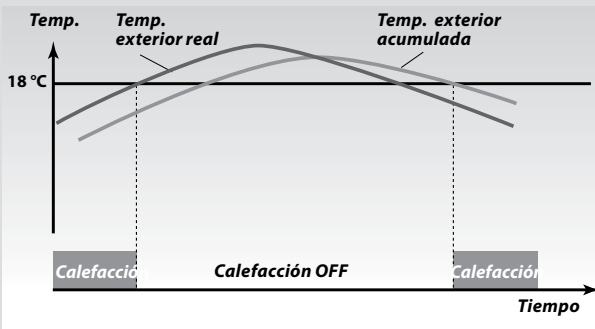 Temp.
Temp.
exterior real
Temp. exterior
acumulada
18 °C
Calefacción
Calefacción OFF
Calefacción
Tiempo